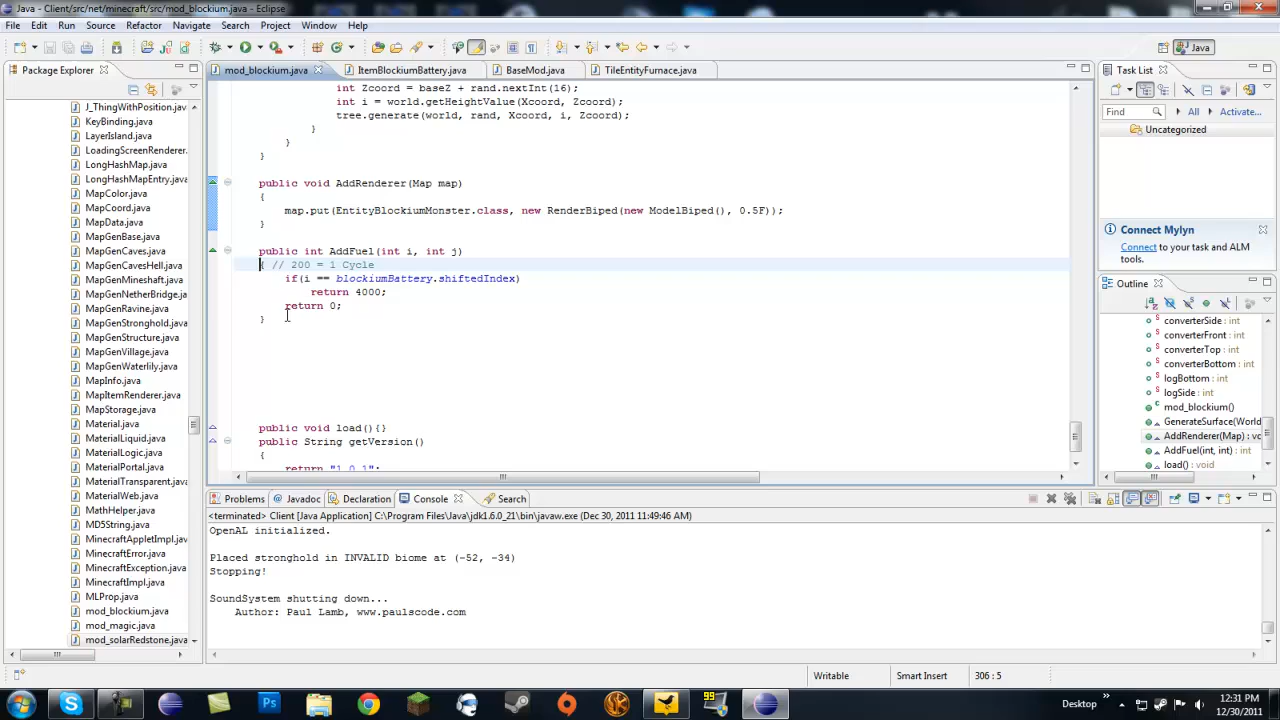 Java - Client/src/net/minecraft/src/mod_blockium.java - Eclipse
File Edit Source Refactor Navigate Search Project Run Window Help
Java
Package Explorer
mod_blockium.java
ItemBlockiumBattery.java
BaseMod.java
TileEntityFurnace.java
J_ThingWithPosition.java
KeyBinding.java
LayerIsland.java
LoadingScreenRenderer.
LongHashMap.java
LongHashMapEntry.java
MapColor.java
MapCoord.java
MapData.java
MapGenBase.java
MapGenCaves.java
MapGenCavesHell.java
MapGenMineshaft.java
MapGenNetherBridge.java
MapGenRavine.java
MapGenStronghold.java
MapGenStructure.java
MapGenVillage.java
MapGenWaterlily.java
MapInfo.java
MapItemRenderer.java
MapStorage.java
Material.java
MaterialLiquid.java
MaterialLogic.java
MaterialPortal.java
MaterialTransparent.java
MaterialWeb.java
MathHelper.java
MD5String.java
MinecraftAppletImpl.java
MinecraftError.java
MinecraftException.java
MinecraftImpl.java
MLProp.java
mod_blockium.java
mod_magic.java
mod_solarRedstone.java
int Zcoord = baseZ + rand.nextInt(16);
int i = world.getHeightValue(Xcoord, Zcoord);
tree.generate(world, rand, Xcoord, i, Zcoord);
}
}
}
public void AddRenderer(Map map)
{
map.put(EntityBlockiumMonster.class, new RenderBiped(new ModelBiped(), 0.5F));
}
public int AddFuel(int i, int j)
{ // 200 = 1 Cycle
if(i == blockiumBattery.shiftedIndex)
return 4000;
return 0;
}
public void load(){}
public String getVersion()
{
return "1.0.1";
Task List
Find
All
Activate...
Uncategorized
Connect Mylyn
Connect to your task and ALM
tools.
Outline
converterSide : int
converterFront : int
converterTop : int
converterBottom : int
logBottom : int
logSide : int
mod_blockium()
GenerateSurface(World
AddRenderer(Map) : vo
AddFuel(int, int) : int
load() : void
Problems
Javadoc
Declaration
Console
Search
<terminated> Client [Java Application] C:\Program Files\Java\jdk1.6.0_21\bin\javaw.exe (Dec 30, 2011 11:49:46 AM)
OpenAL initialized.
Placed stronghold in INVALID biome at (-52, -34)
Stopping!
SoundSystem shutting down...
Author: Paul Lamb, www.paulscode.com
Writable
Smart Insert
306 : 5
Desktop
12:31 PM
12/30/2011